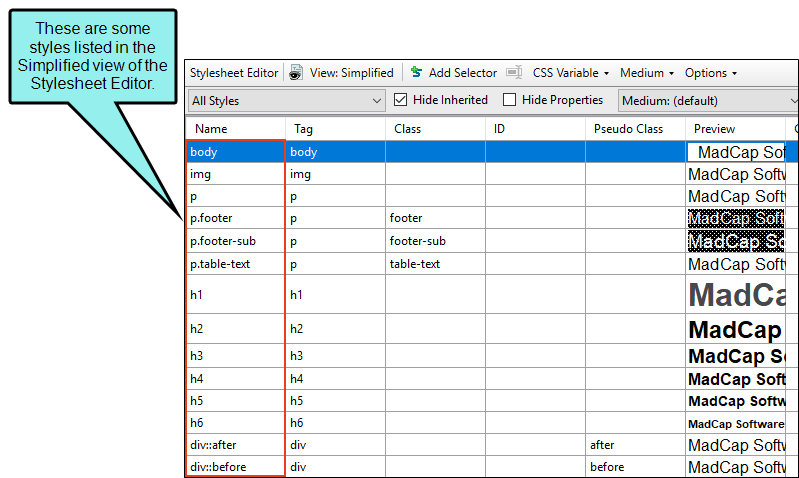 These are some
styles listed in the
Simplified view of the
Stylesheet Editor.
Stylesheet Editor View: Simplified Add Selector CSS Variable Medium Options
All Styles Hide Inherited Hide Properties Medium: (default)
Name Tag Class ID Pseudo Class Preview
body body MadCap Sof
img img MadCap Softw
p p MadCap Softw
p.footer p footer MadCap Softw
p.footer-sub p footer-sub MadCap So
p.table-text p table-text MadCap Softw
h1 h1 MadCa
h2 h2 MadCap
h3 h3 MadCap S
h4 h4 MadCap Soft
h5 h5 MadCap Softw
h6 h6 MadCap Software
div::after div after MadCap Softw
div::before div before MadCap Softw